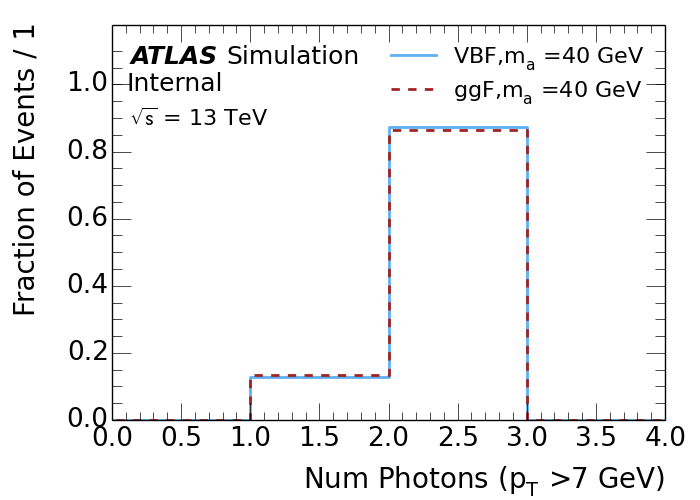 ATLAS Simulation
Internal
√s = 13 TeV
VBF,mₐ =40 GeV
ggF,mₐ =40 GeV
Fraction of Events / 1
1.0
0.8
0.6
0.4
0.2
0.0
0.0 0.5 1.0 1.5 2.0 2.5 3.0 3.5 4.0
Num Photons (p_T >7 GeV)